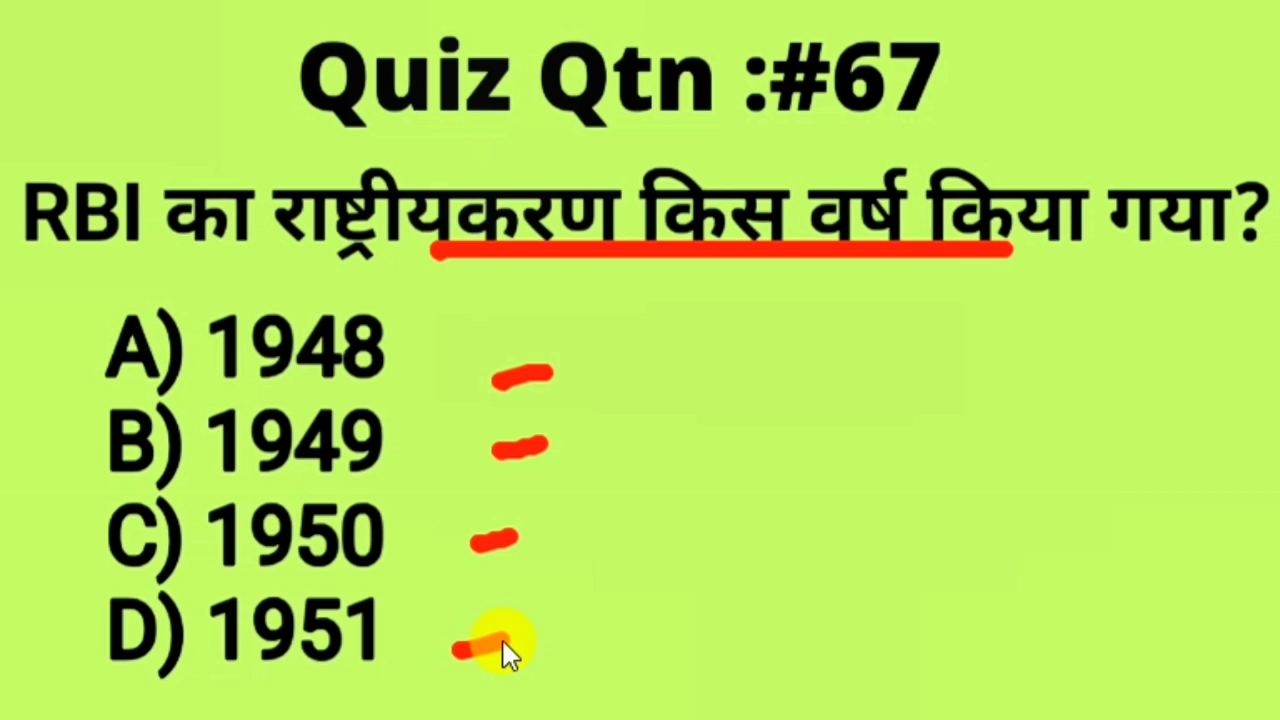 Quiz Qtn :#67
RBI का राष्ट्रीयकरण किस वर्ष किया गया?
A) 1948
B) 1949
C) 1950
D) 1951